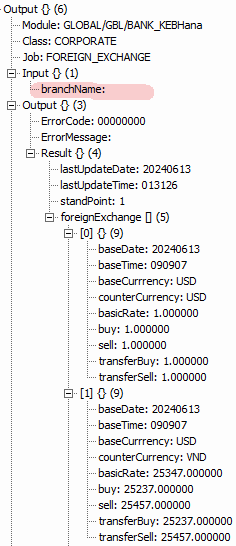 Output {} (6)
Module: GLOBAL/GBL/BANK_KEBHana
Class: CORPORATE
Job: FOREIGN_EXCHANGE
Input {} (1)
branchName:
Output {} (3)
ErrorCode: 00000000
ErrorMessage:
Result {} (4)
lastUpdateDate: 20240613
lastUpdateTime: 013126
standPoint: 1
foreignExchange [] (5)
[0] {} (9)
baseDate: 20240613
baseTime: 090907
baseCurrrency: USD
counterCurrency: USD
basicRate: 1.000000
buy: 1.000000
sell: 1.000000
transferBuy: 1.000000
transferSell: 1.000000
[1] {} (9)
baseDate: 20240613
baseTime: 090907
baseCurrrency: USD
counterCurrency: VND
basicRate: 25347.000000
buy: 25237.000000
sell: 25457.000000
transferBuy: 25237.000000
transferSell: 25457.000000